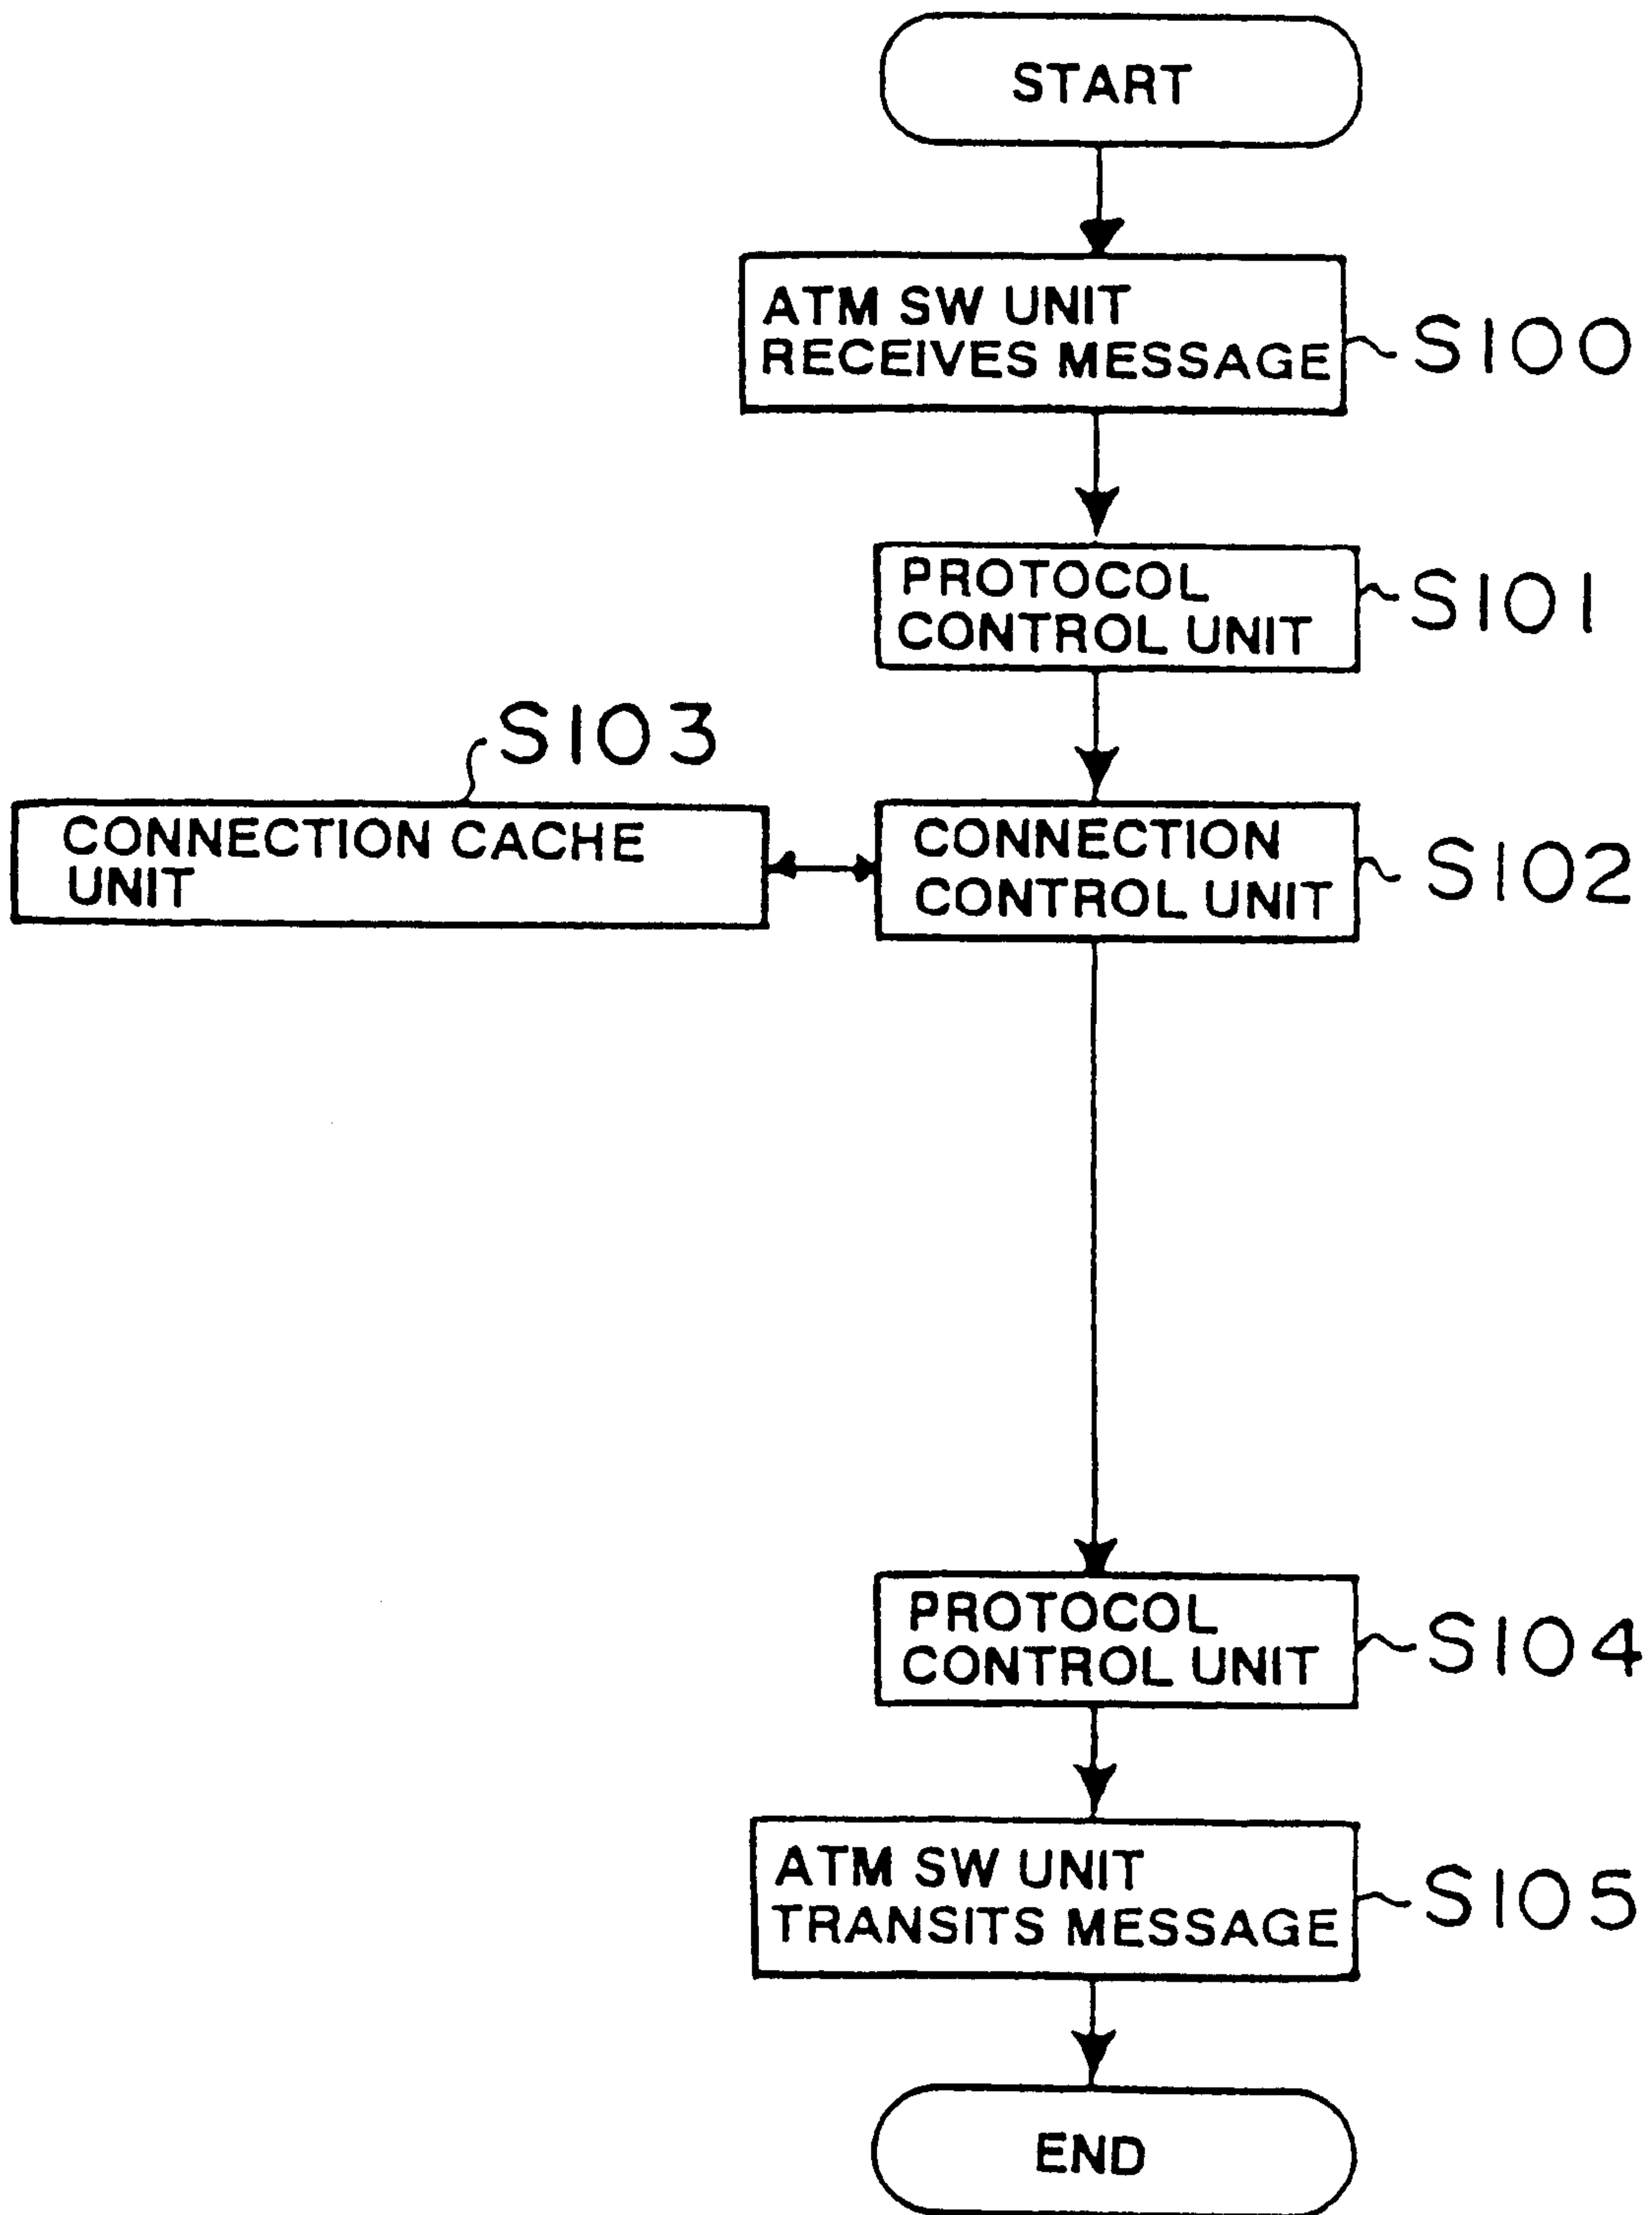 START
ATM SW UNIT
RECEIVES MESSAGE
S100
PROTOCOL
CONTROL UNIT
S101
S103
CONNECTION CACHE
UNIT
CONNECTION
CONTROL UNIT
S102
PROTOCOL
CONTROL UNIT
S104
ATM SW UNIT
TRANSITS MESSAGE
S105
END